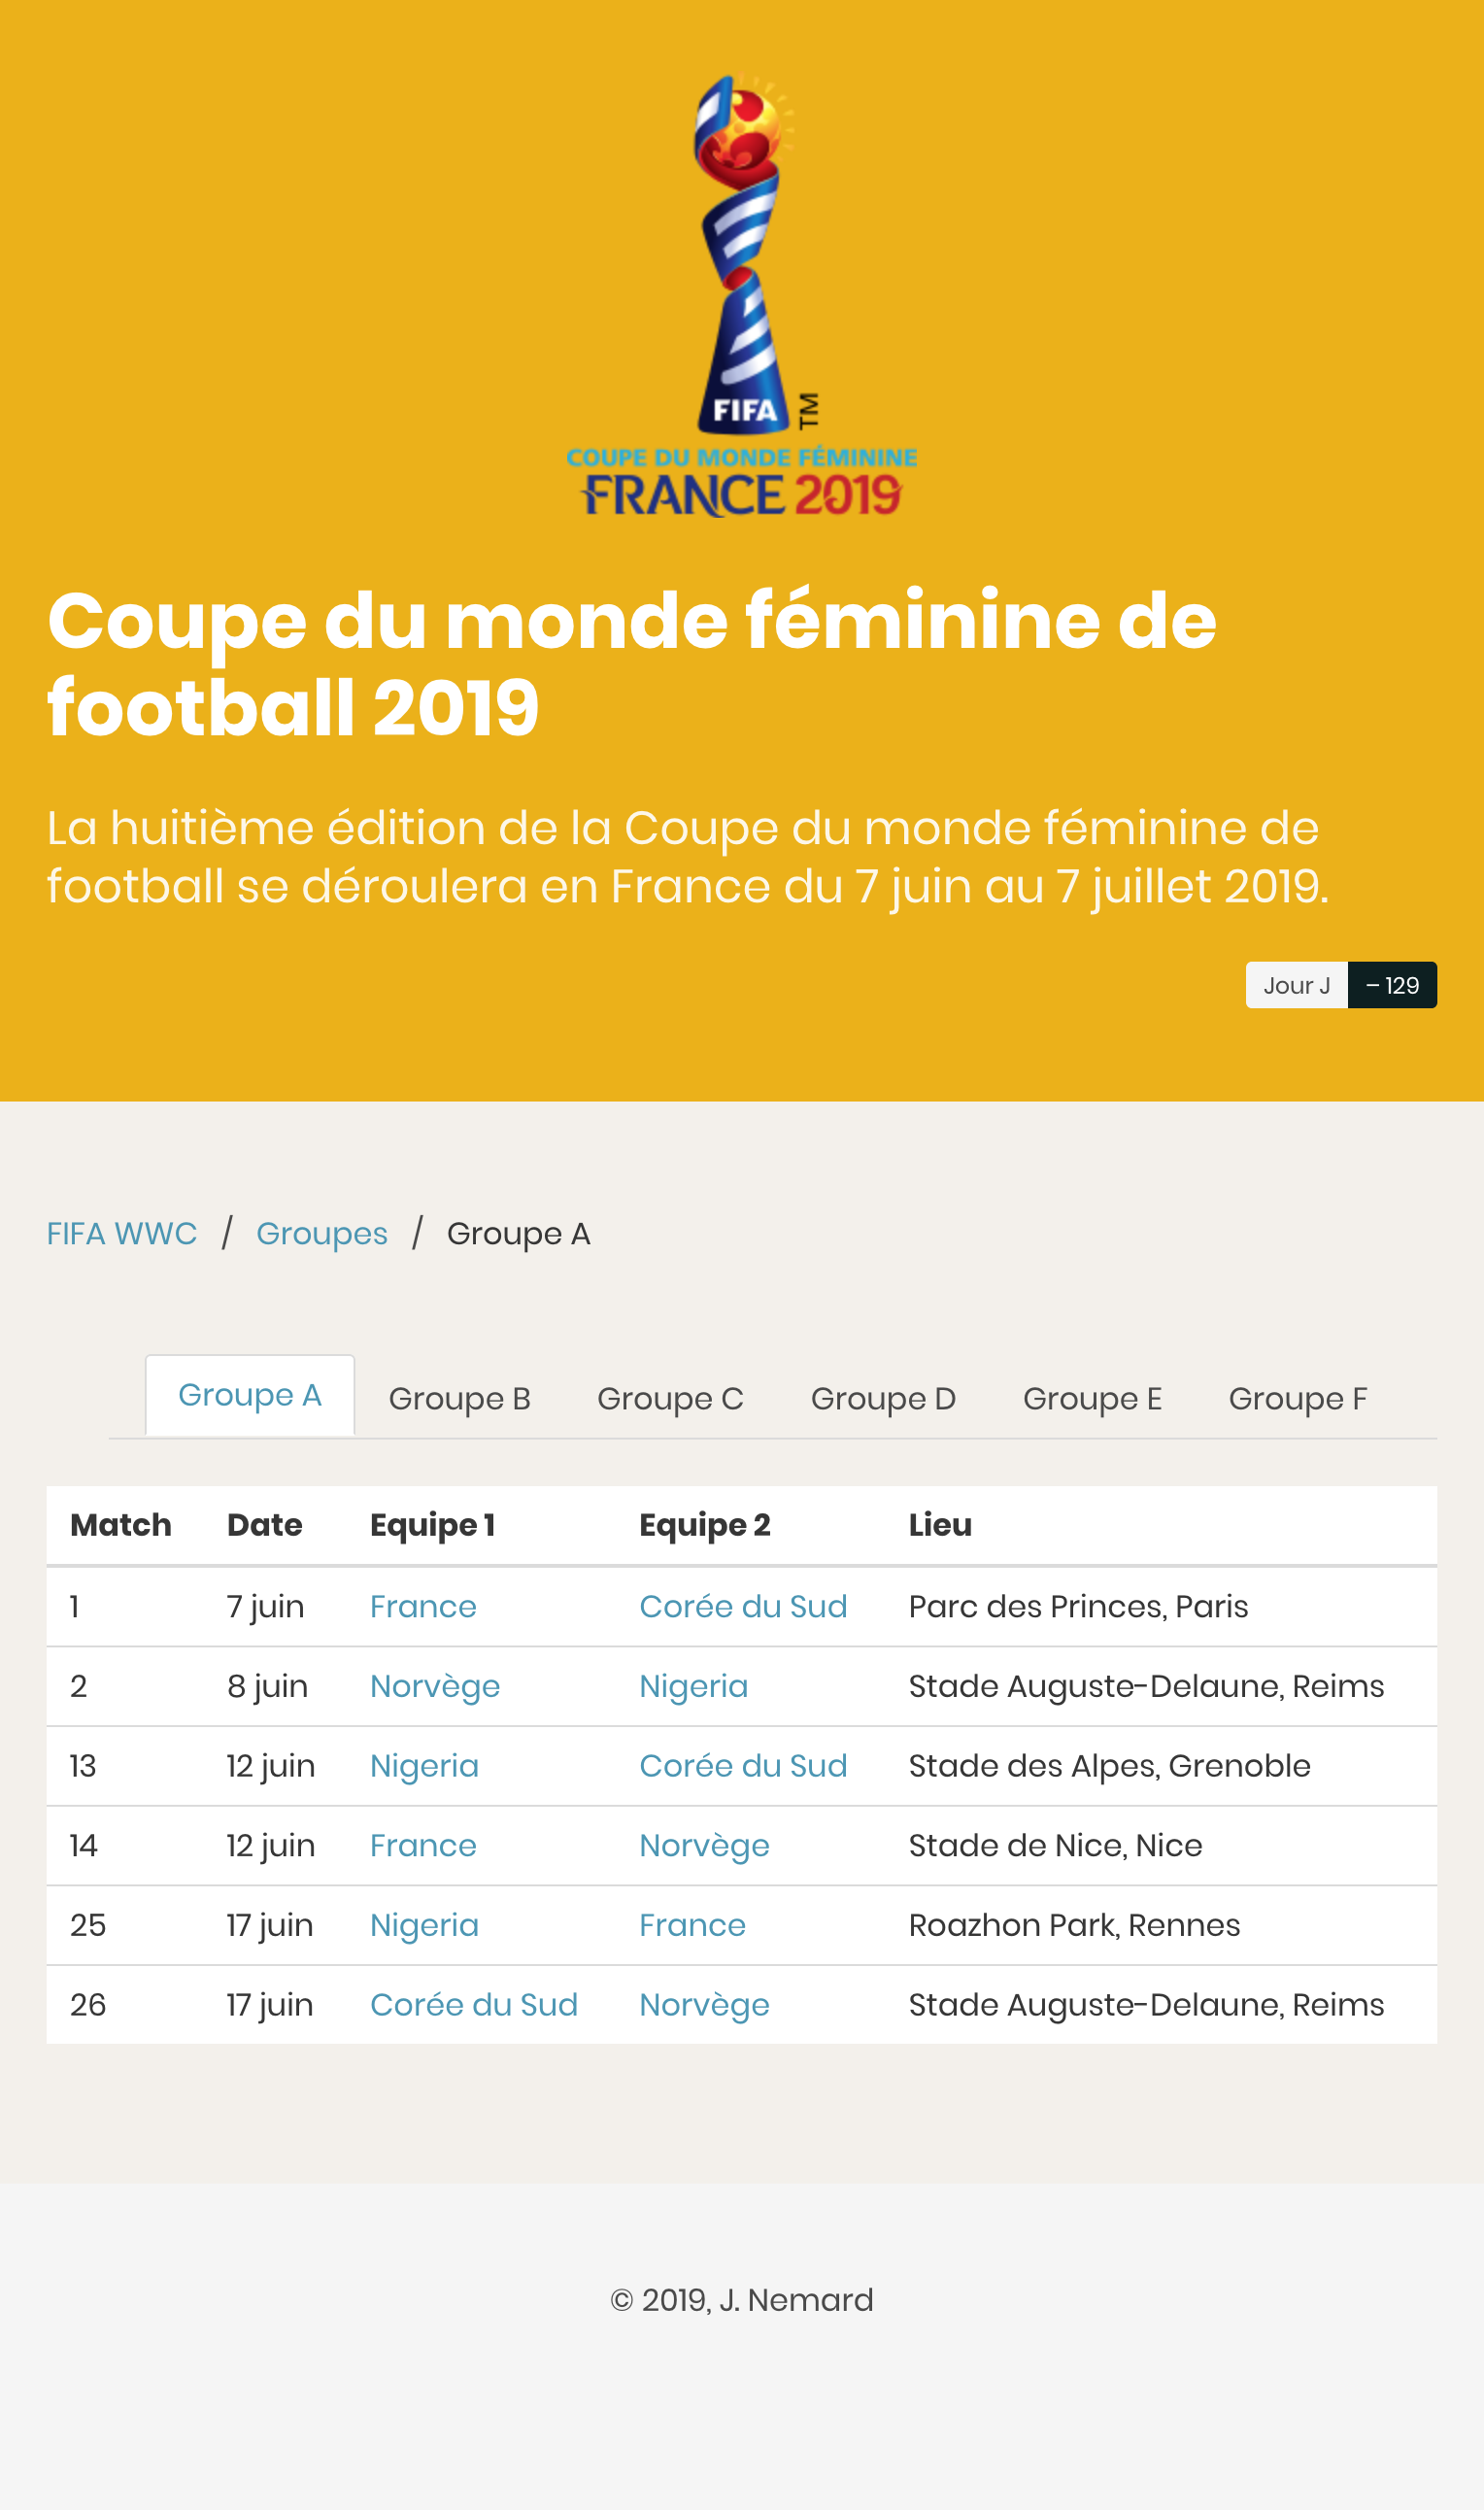 FIFA
TM
COUPE DU MONDE FÉMININE
FRANCE 2019
Coupe du monde féminine de
football 2019
La huitième édition de la Coupe du monde féminine de
football se déroulera en France du 7 juin au 7 juillet 2019.
Jour J – 129
FIFA WWC / Groupes / Groupe A
Groupe A Groupe B Groupe C Groupe D Groupe E Groupe F
Match Date Equipe 1 Equipe 2 Lieu
1 7 juin France Corée du Sud Parc des Princes, Paris
2 8 juin Norvège Nigeria Stade Auguste-Delaune, Reims
13 12 juin Nigeria Corée du Sud Stade des Alpes, Grenoble
14 12 juin France Norvège Stade de Nice, Nice
25 17 juin Nigeria France Roazhon Park, Rennes
26 17 juin Corée du Sud Norvège Stade Auguste-Delaune, Reims
© 2019, J. Nemard